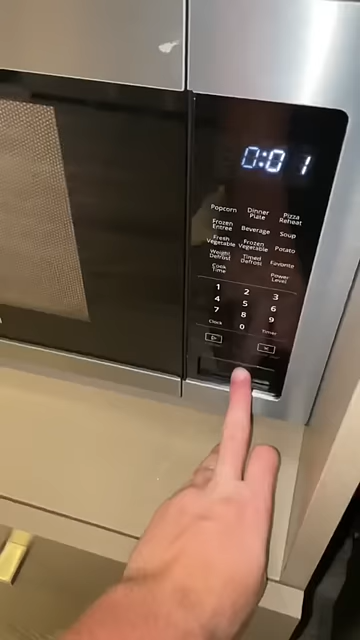 0:01
Popcorn Dinner Plate Pizza Reheat
Frozen Entree Beverage Soup
Fresh Vegetable Frozen Vegetable Potato
Weight Defrost Timed Defrost Favorite
Cook Time Power Level
1 2 3
4 5 6
7 8 9
Clock 0 Timer